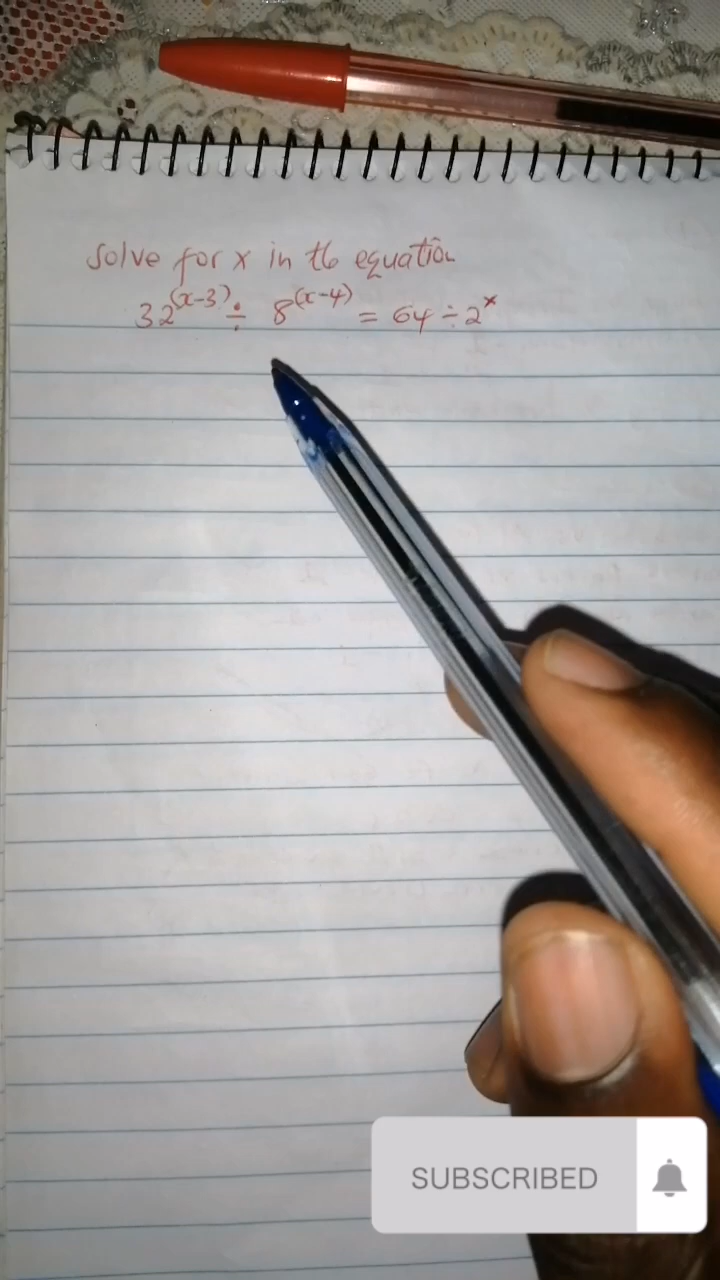 Solve for x in the equation
32^(x-3) ÷ 8^(x-4) = 64 ÷ 2^x
SUBSCRIBED